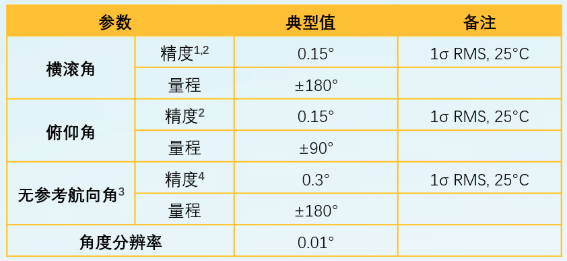 参数 典型值 备注
横滚角 精度1,2 0.15° 1σ RMS, 25°C
量程 ±180°
俯仰角 精度2 0.15° 1σ RMS, 25°C
量程 ±90°
无参考航向角3 精度4 0.3° 1σ RMS, 25°C
量程 ±180°
角度分辨率 0.01°